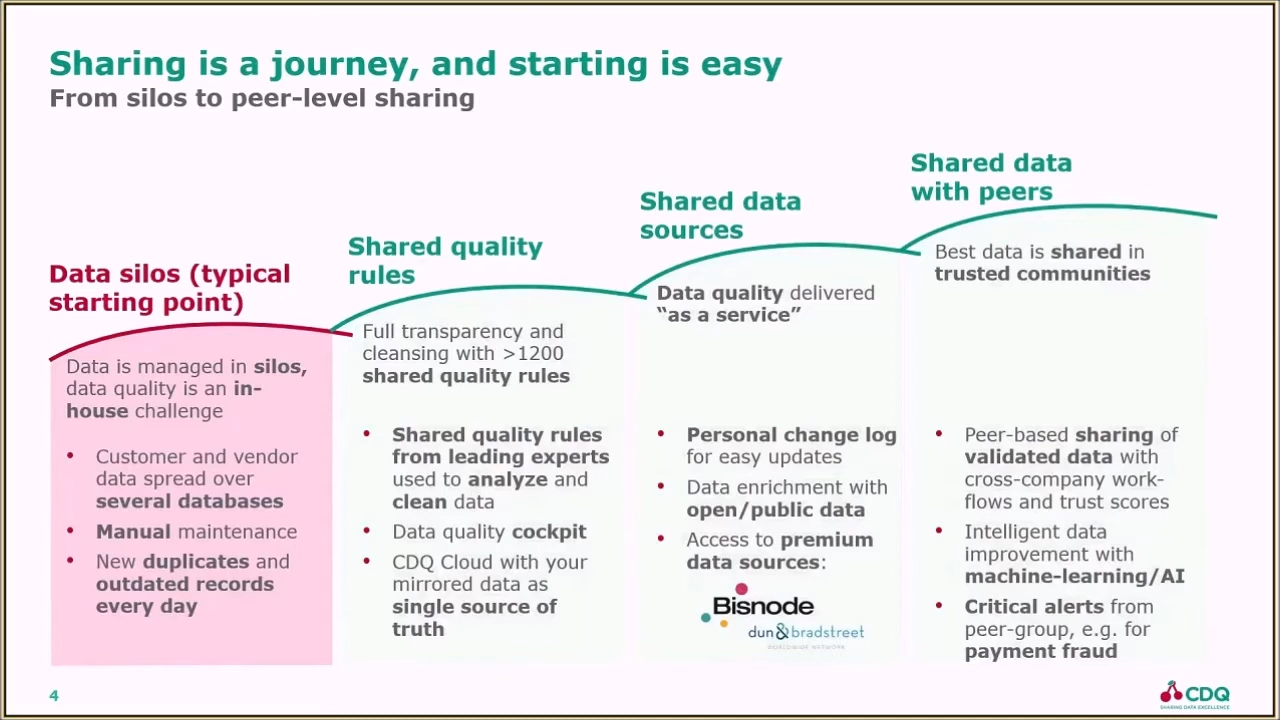 Sharing is a journey, and starting is easy
From silos to peer-level sharing
Data silos (typical
starting point)
Data is managed in silos,
data quality is an in-
house challenge
• Customer and vendor
data spread over
several databases
• Manual maintenance
• New duplicates and
outdated records
every day
Shared quality
rules
Full transparency and
cleansing with >1200
shared quality rules
• Shared quality rules
from leading experts
used to analyze and
clean data
• Data quality cockpit
• CDQ Cloud with your
mirrored data as
single source of
truth
Shared data
sources
Data quality delivered
“as a service”
• Personal change log
for easy updates
• Data enrichment with
open/public data
• Access to premium
data sources:
Bisnode
dun & bradstreet
WORLDWIDE NETWORK
Shared data
with peers
Best data is shared in
trusted communities
• Peer-based sharing of
validated data with
cross-company work-
flows and trust scores
• Intelligent data
improvement with
machine-learning/AI
• Critical alerts from
peer-group, e.g. for
payment fraud
4
CDQ
SHARING DATA EXCELLENCE